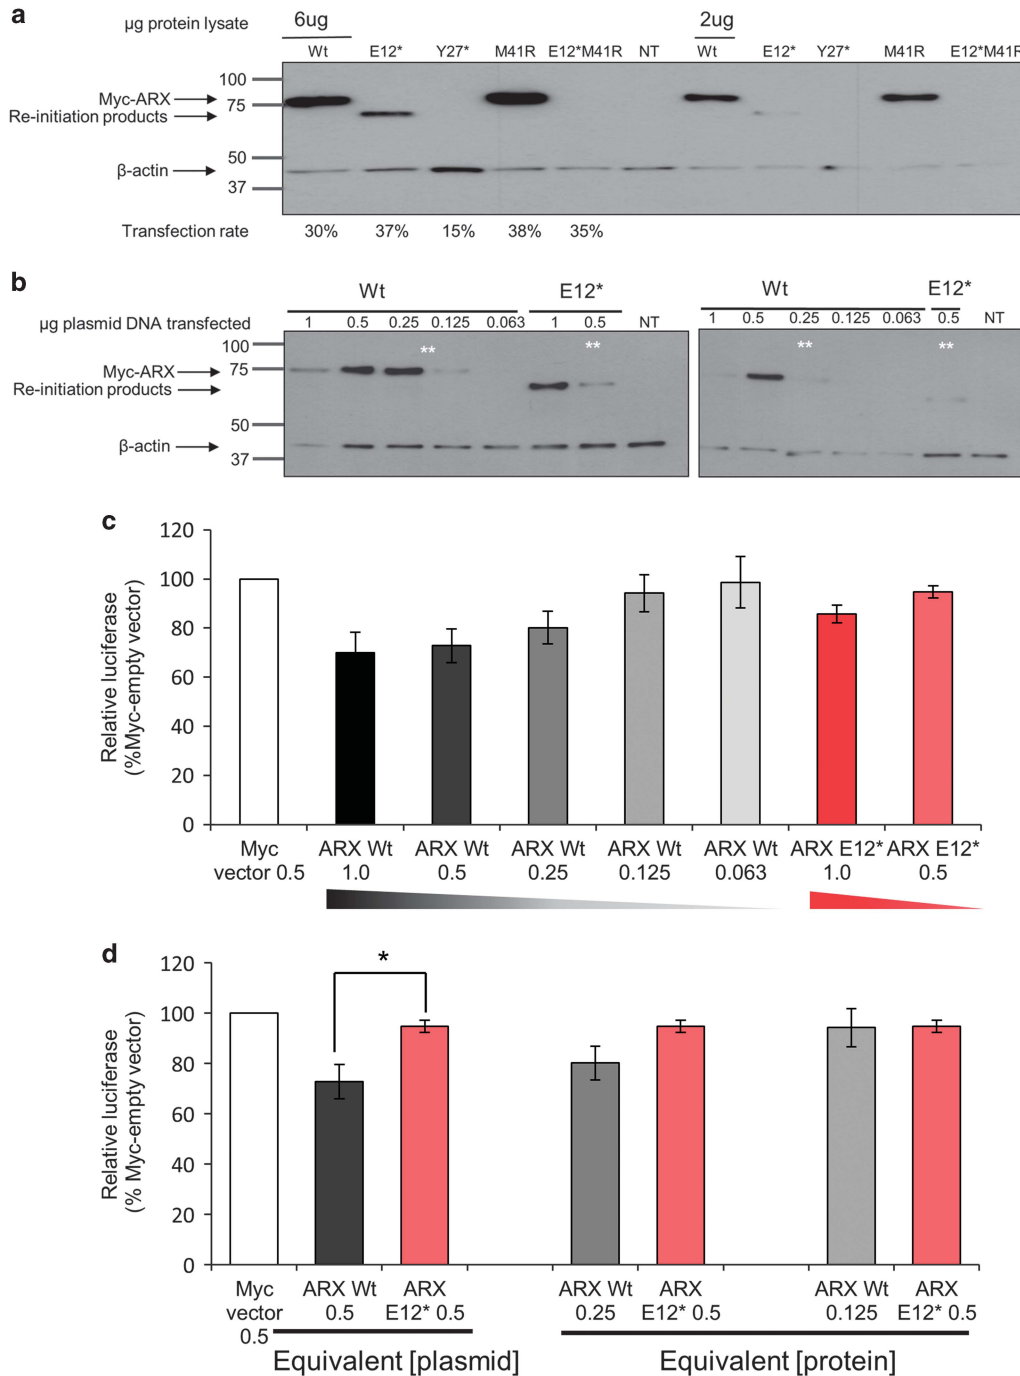 a
µg protein lysate
6ug
2ug
Wt E12* Y27* M41R E12*M41R NT Wt E12* Y27* M41R E12*M41R
100
Myc-ARX
75
Re-initiation products
50
β-actin
37
Transfection rate 30% 37% 15% 38% 35%
b
Wt E12* Wt E12*
µg plasmid DNA transfected 1 0.5 0.25 0.125 0.063 1 0.5 NT 1 0.5 0.25 0.125 0.063 0.5 NT
100
** ** ** **
Myc-ARX 75
Re-initiation products
50
β-actin
37
c
Relative luciferase
(%Myc-empty vector)
120
100
80
60
40
20
0
Myc
vector 0.5
ARX Wt
1.0
ARX Wt
0.5
ARX Wt
0.25
ARX Wt
0.125
ARX Wt
0.063
ARX E12*
1.0
ARX E12*
0.5
d
Relative luciferase
(% Myc-empty vector)
120
100
80
60
40
20
0
*
Myc
vector
0.5
ARX Wt
0.5
ARX
E12* 0.5
ARX Wt
0.25
ARX
E12* 0.5
ARX Wt
0.125
ARX
E12* 0.5
Equivalent [plasmid]
Equivalent [protein]